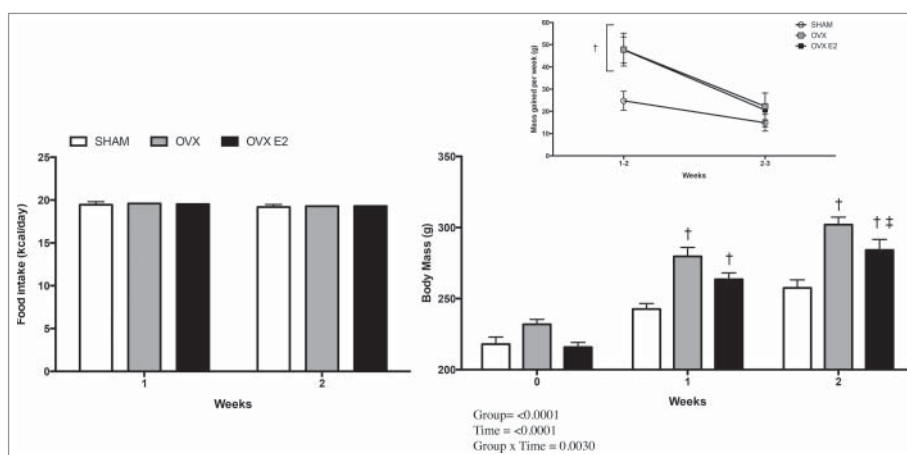 SHAM
OVX
OVX E2
25
20
15
10
5
0
Food intake (kcal/day)
1
2
Weeks
60
50
40
30
20
10
0
Mass gained per week (g)
†
SHAM
OVX
OVX E2
1-2
2-3
Weeks
350
300
250
200
Body Mass (g)
†
†
†
† ‡
0
1
2
Weeks
Group= <0.0001
Time = <0.0001
Group x Time = 0.0030